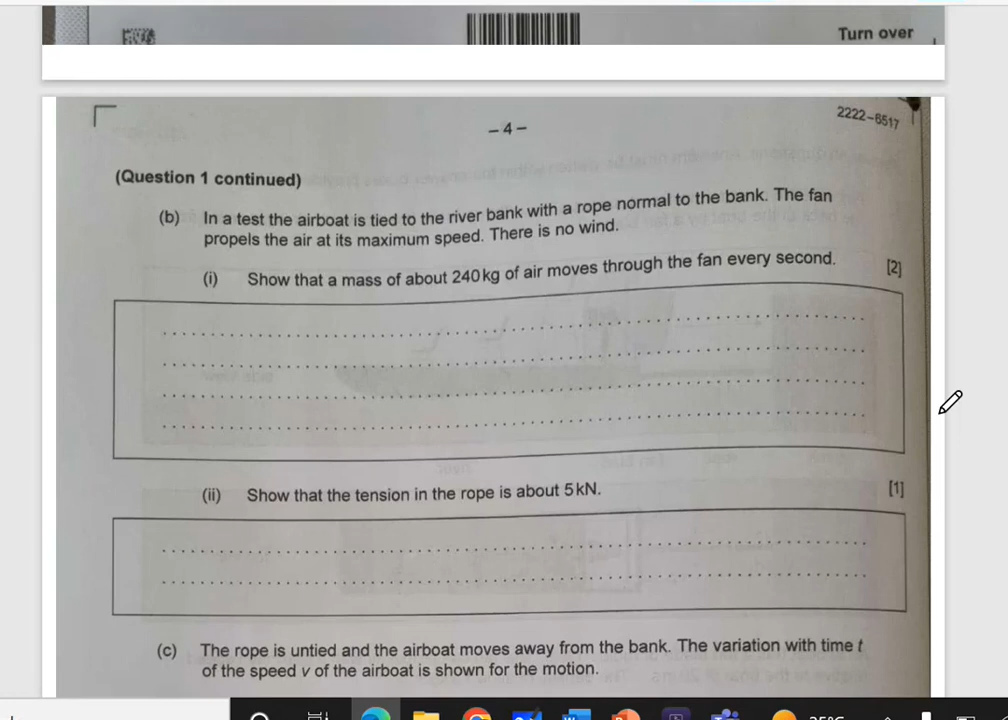 Turn over
2222–6517
– 4 –
(Question 1 continued)
(b) In a test the airboat is tied to the river bank with a rope normal to the bank. The fan
propels the air at its maximum speed. There is no wind.
(i) Show that a mass of about 240 kg of air moves through the fan every second. [2]
(ii) Show that the tension in the rope is about 5 kN. [1]
(c) The rope is untied and the airboat moves away from the bank. The variation with time t
of the speed v of the airboat is shown for the motion.